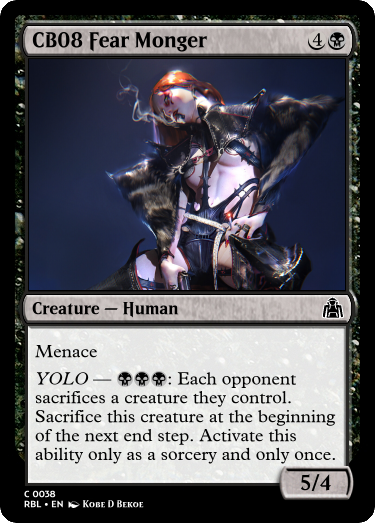 CB08 Fear Monger 4
Creature — Human
Menace
YOLO — : Each opponent
sacrifices a creature they control.
Sacrifice this creature at the beginning
of the next end step. Activate this
ability only as a sorcery and only once.
5/4
C 0038
RBL • EN Kobe D Bekoe